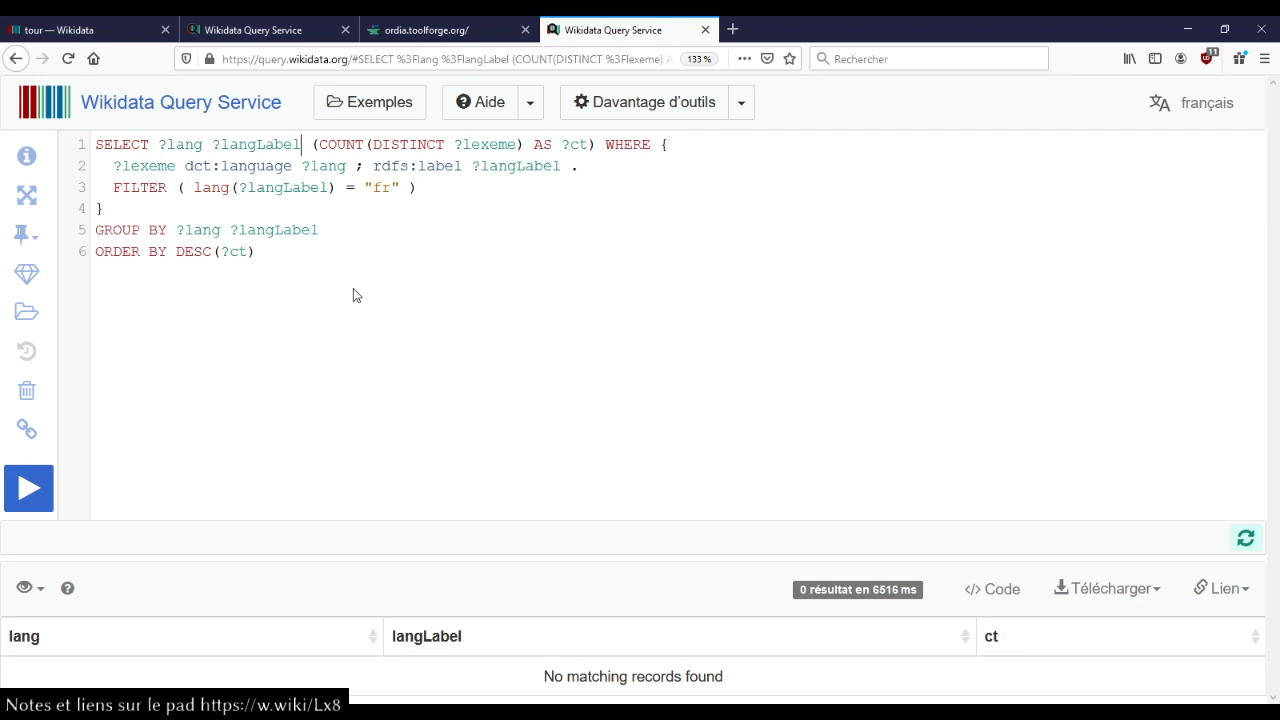 tour — Wikidata
Wikidata Query Service
ordia.toolforge.org/
Wikidata Query Service
https://query.wikidata.org/#SELECT %3Flang %3FlangLabel (COUNT(DISTINCT %3Flexeme) A
133 %
Rechercher
11
Wikidata Query Service
Exemples
Aide
Davantage d'outils
français
1 SELECT ?lang ?langLabel (COUNT(DISTINCT ?lexeme) AS ?ct) WHERE {
2 ?lexeme dct:language ?lang ; rdfs:label ?langLabel .
3 FILTER ( lang(?langLabel) = "fr" )
4 }
5 GROUP BY ?lang ?langLabel
6 ORDER BY DESC(?ct)
0 résultat en 6516 ms
</> Code
Télécharger
Lien
lang langLabel ct
No matching records found
Notes et liens sur le pad https://w.wiki/Lx8